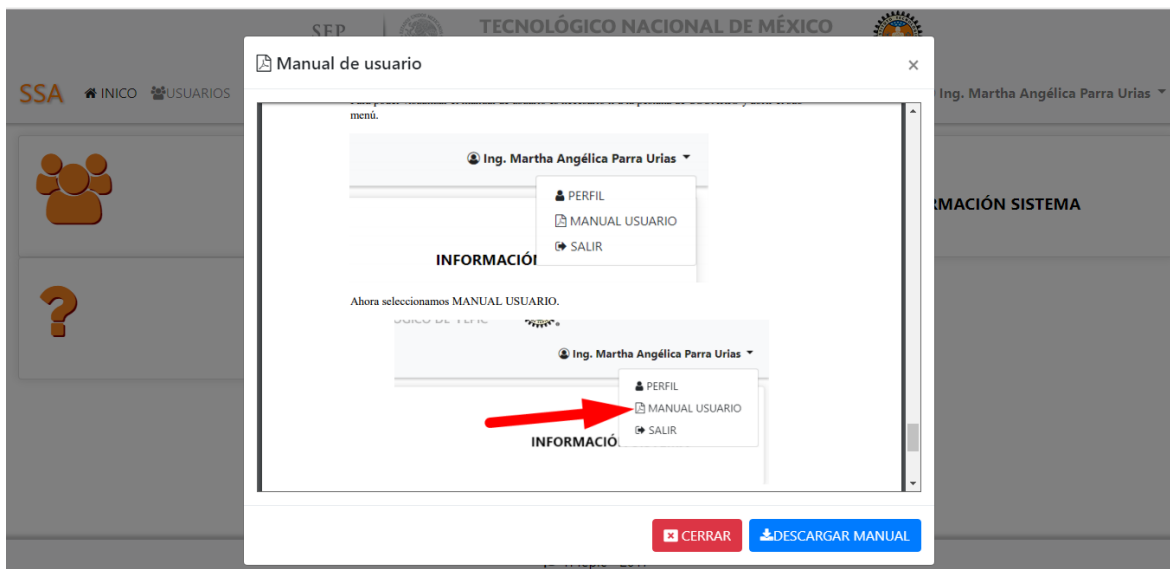 SEP
TECNOLÓGICO NACIONAL DE MÉXICO
Manual de usuario
×
SSA INICO USUARIOS
Ing. Martha Angélica Parra Urias
menú.
Ing. Martha Angélica Parra Urias
PERFIL
MANUAL USUARIO
SALIR
INFORMACIÓN
RMACIÓN SISTEMA
Ahora seleccionamos MANUAL USUARIO.
Ing. Martha Angélica Parra Urias
PERFIL
MANUAL USUARIO
SALIR
INFORMACIÓ
CERRAR
DESCARGAR MANUAL